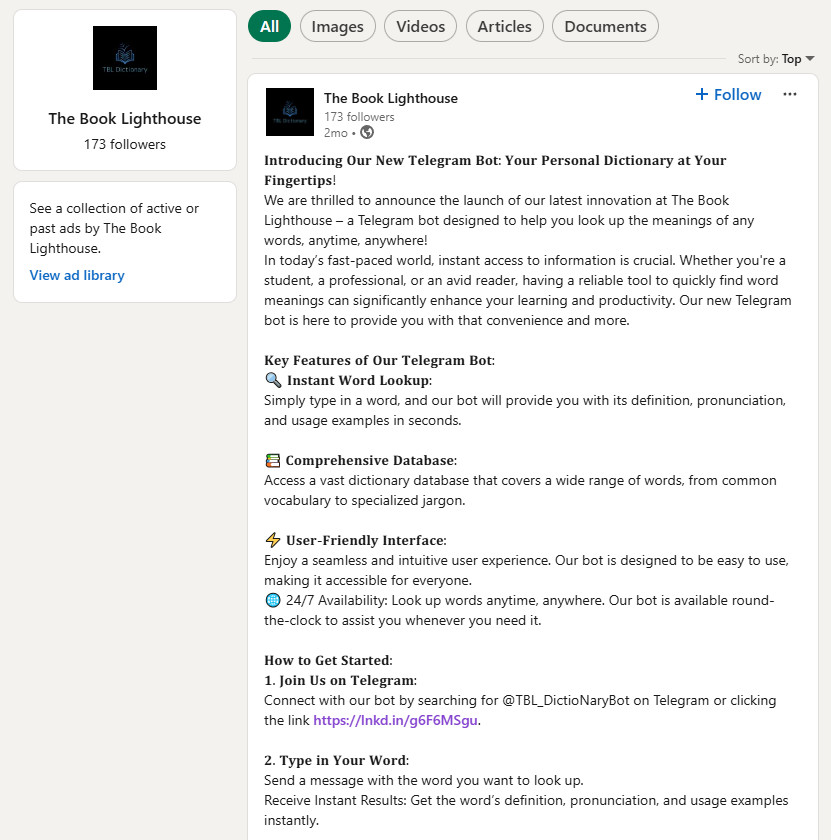 TBL Dictionary
The Book Lighthouse
173 followers
See a collection of active or
past ads by The Book
Lighthouse.
View ad library
All
Images
Videos
Articles
Documents
Sort by: Top
TBL Dictionary
The Book Lighthouse
173 followers
2mo •
+ Follow
...
Introducing Our New Telegram Bot: Your Personal Dictionary at Your
Fingertips!
We are thrilled to announce the launch of our latest innovation at The Book
Lighthouse – a Telegram bot designed to help you look up the meanings of any
words, anytime, anywhere!
In today’s fast-paced world, instant access to information is crucial. Whether you're a
student, a professional, or an avid reader, having a reliable tool to quickly find word
meanings can significantly enhance your learning and productivity. Our new Telegram
bot is here to provide you with that convenience and more.
Key Features of Our Telegram Bot:
🔍 Instant Word Lookup:
Simply type in a word, and our bot will provide you with its definition, pronunciation,
and usage examples in seconds.
📚 Comprehensive Database:
Access a vast dictionary database that covers a wide range of words, from common
vocabulary to specialized jargon.
⚡ User-Friendly Interface:
Enjoy a seamless and intuitive user experience. Our bot is designed to be easy to use,
making it accessible for everyone.
🌐 24/7 Availability: Look up words anytime, anywhere. Our bot is available round-
the-clock to assist you whenever you need it.
How to Get Started:
1. Join Us on Telegram:
Connect with our bot by searching for @TBL_DictioNaryBot on Telegram or clicking
the link https://lnkd.in/g6F6MSgu.
2. Type in Your Word:
Send a message with the word you want to look up.
Receive Instant Results: Get the word’s definition, pronunciation, and usage examples
instantly.